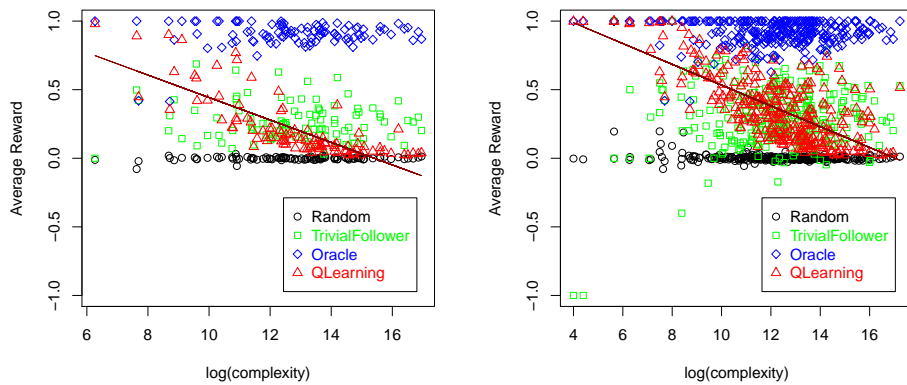 1.0
0.5
0.0
−0.5
−1.0
Average Reward
6 8 10 12 14 16
log(complexity)
Random
TrivialFollower
Oracle
QLearning
1.0
0.5
0.0
−0.5
−1.0
Average Reward
4 6 8 10 12 14 16
log(complexity)
Random
TrivialFollower
Oracle
QLearning